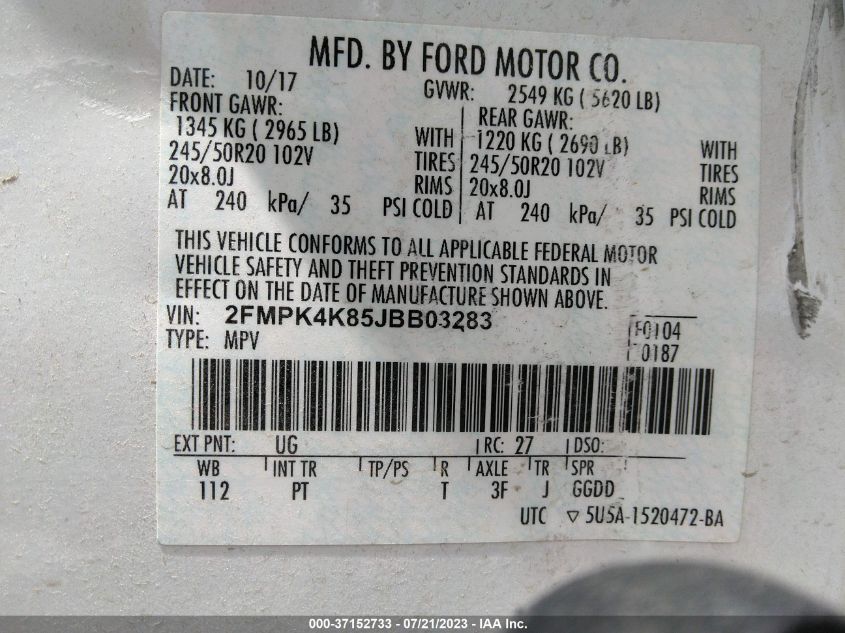 MFD. BY FORD MOTOR CO.
DATE: 10/17 GVWR: 2549 KG ( 5620 LB)
FRONT GAWR: REAR GAWR:
1345 KG ( 2965 LB) WITH 1220 KG ( 2690 LB) WITH
245/50R20 102V TIRES 245/50R20 102V TIRES
20x8.0J RIMS 20x8.0J RIMS
AT 240 kPa/ 35 PSI COLD AT 240 kPa/ 35 PSI COLD
THIS VEHICLE CONFORMS TO ALL APPLICABLE FEDERAL MOTOR
VEHICLE SAFETY AND THEFT PREVENTION STANDARDS IN
EFFECT ON THE DATE OF MANUFACTURE SHOWN ABOVE.
VIN: 2FMPK4K85JBB03283 F0104
TYPE: MPV T0187
EXT PNT: UG RC: 27 DSO:
WB INT TR TP/PS R AXLE TR SPR
112 PT T 3F J GGDD
UTC ▽ 5U5A-1520472-BA
000-37152733 - 07/21/2023 - IAA Inc.